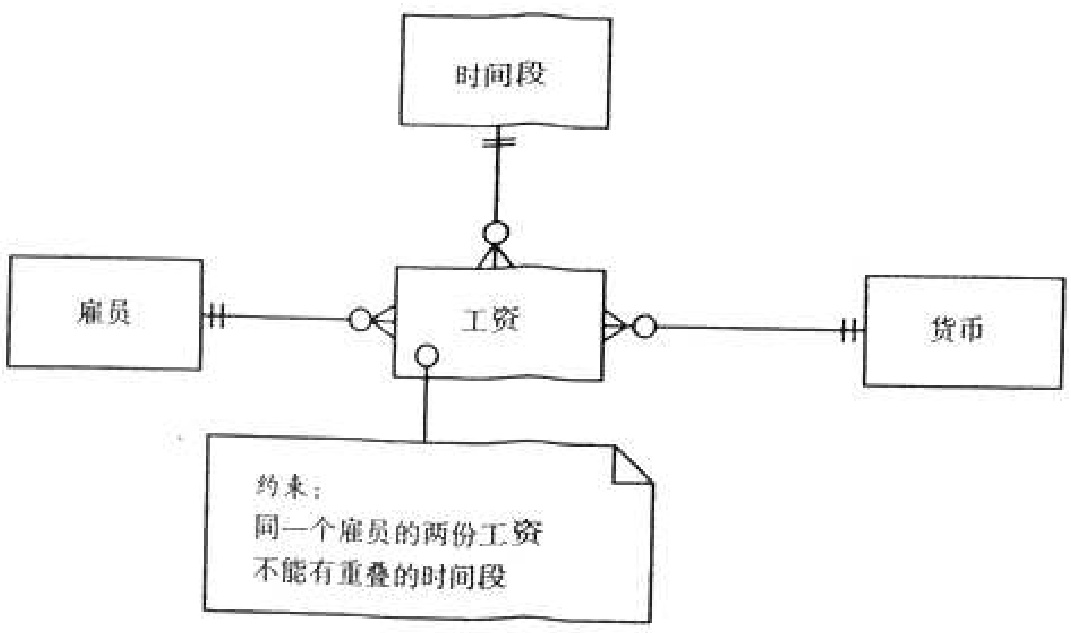 时间段
雇员
工资
货币
约束:
同一个雇员的两份工资
不能有重叠的时间段